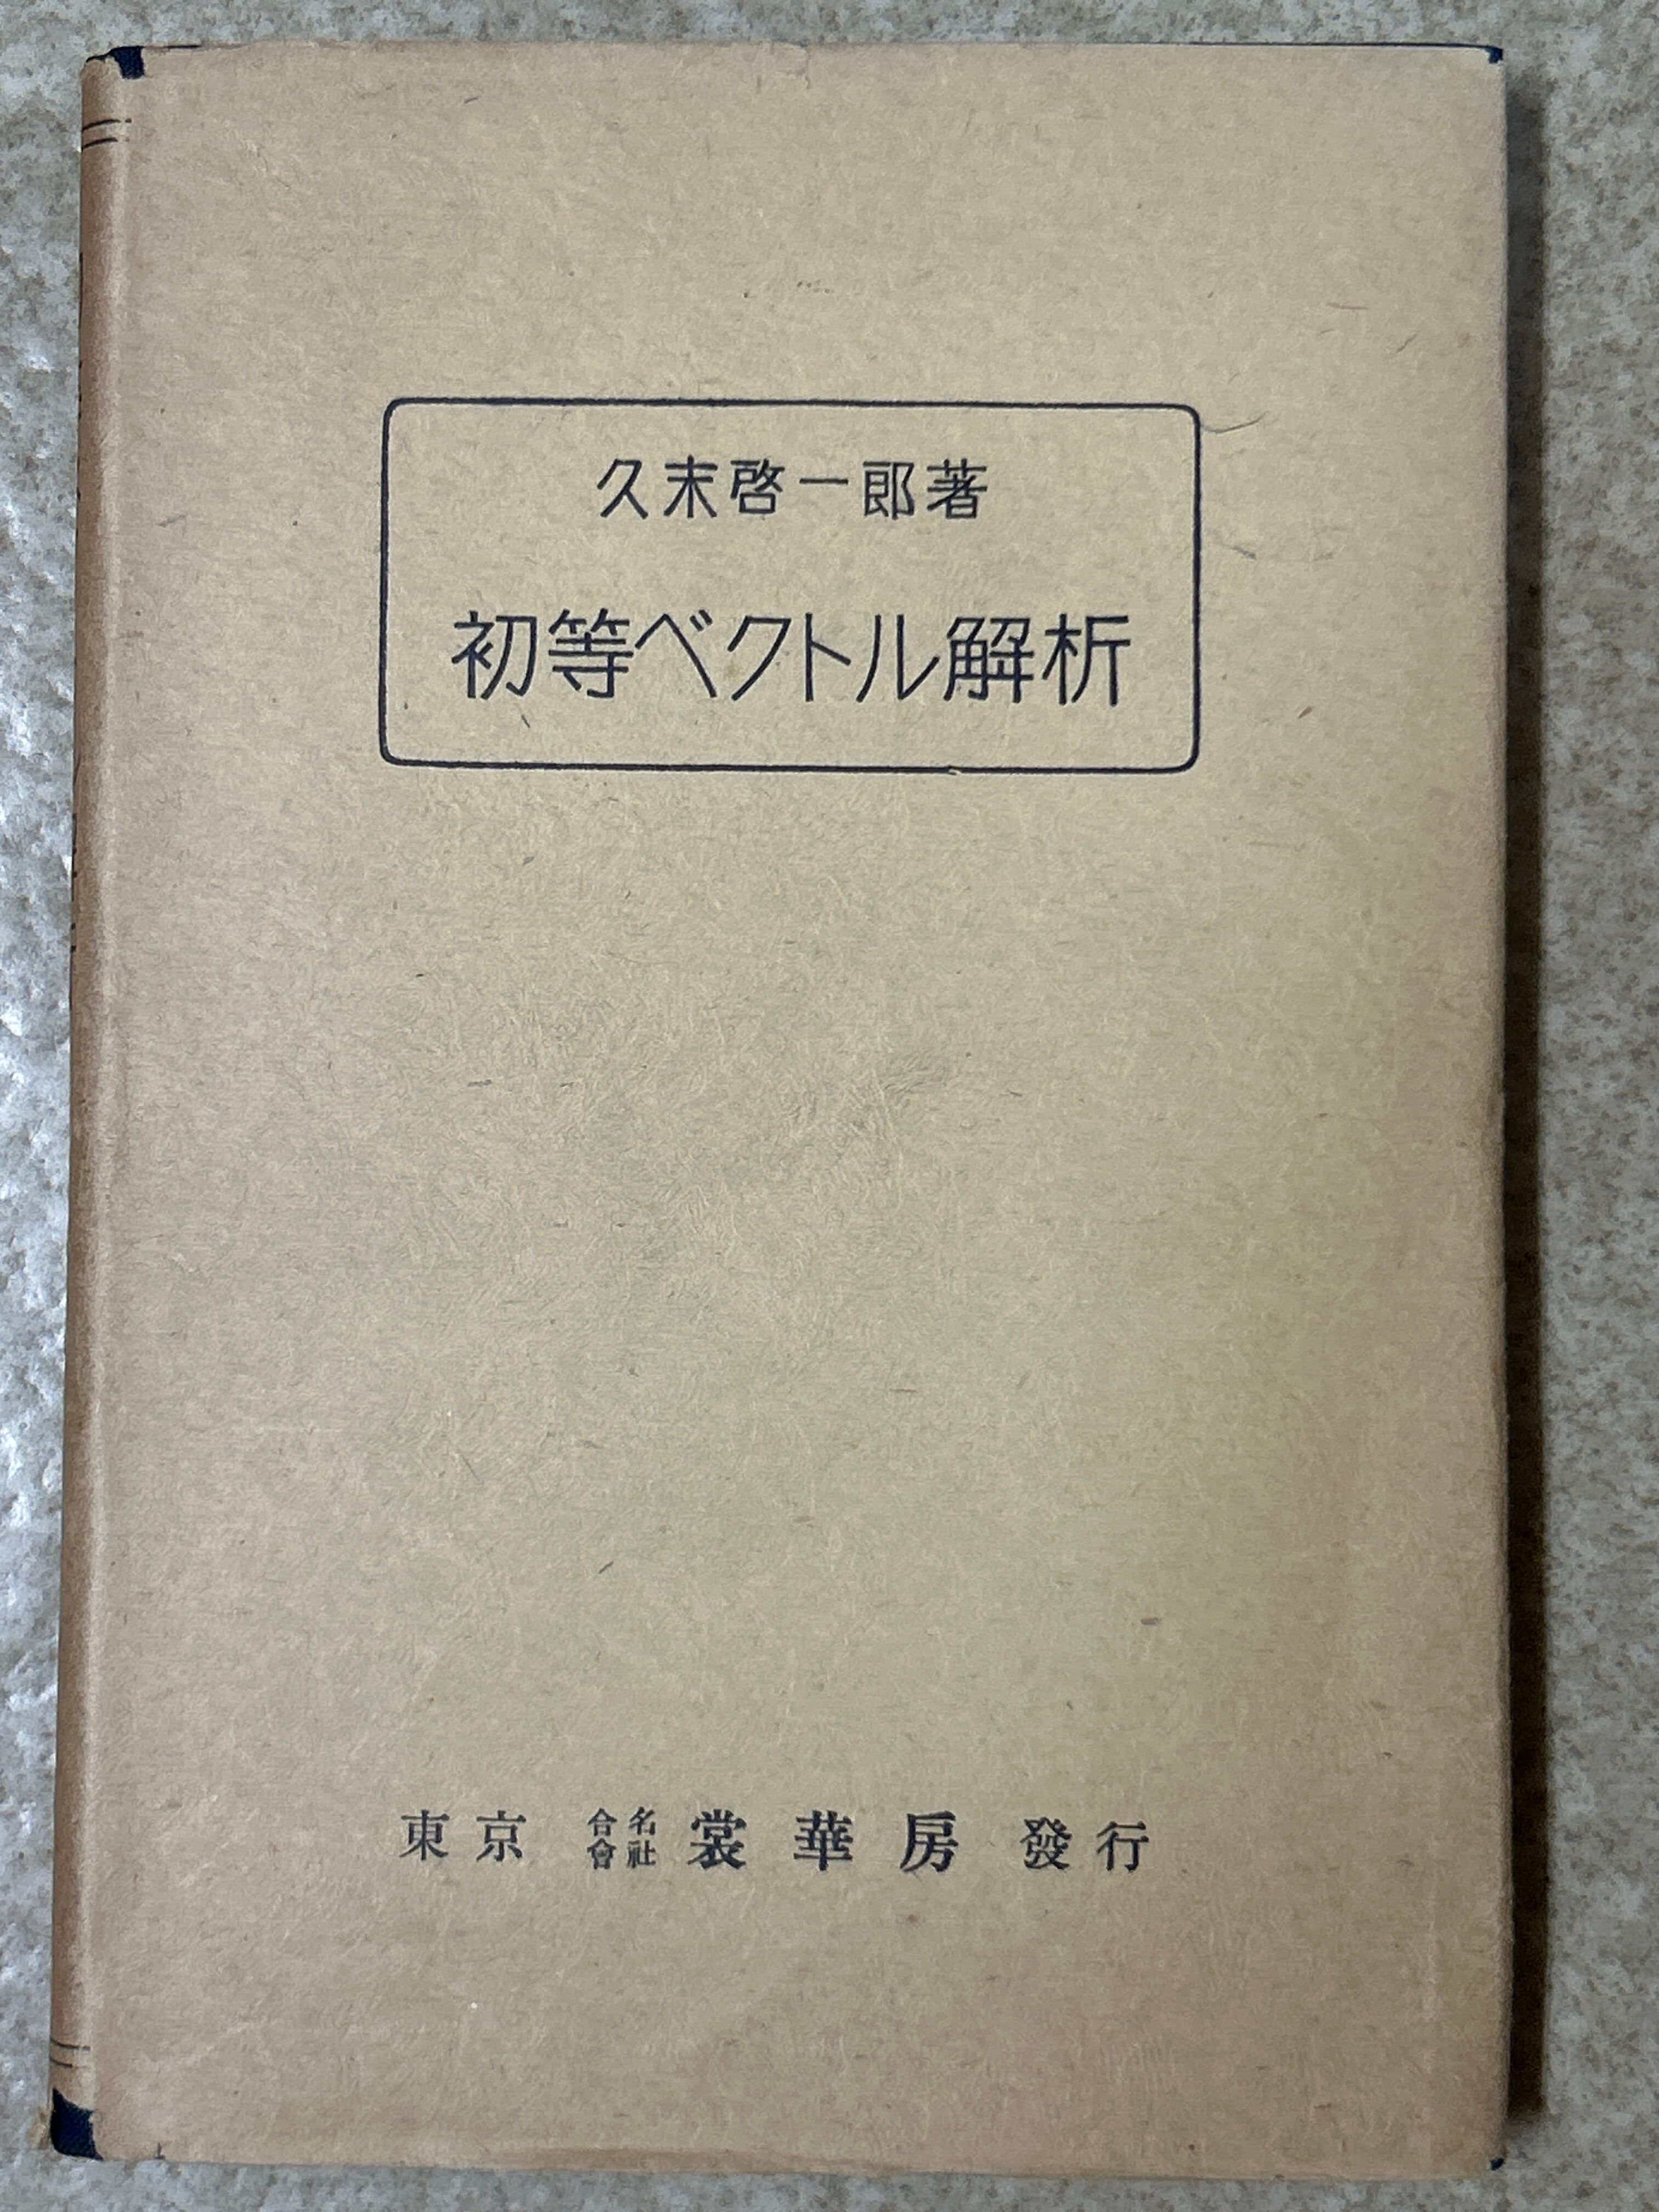 久末啓一郎著
初等ベクトル解析
東京 合名會社 裳華房 發行